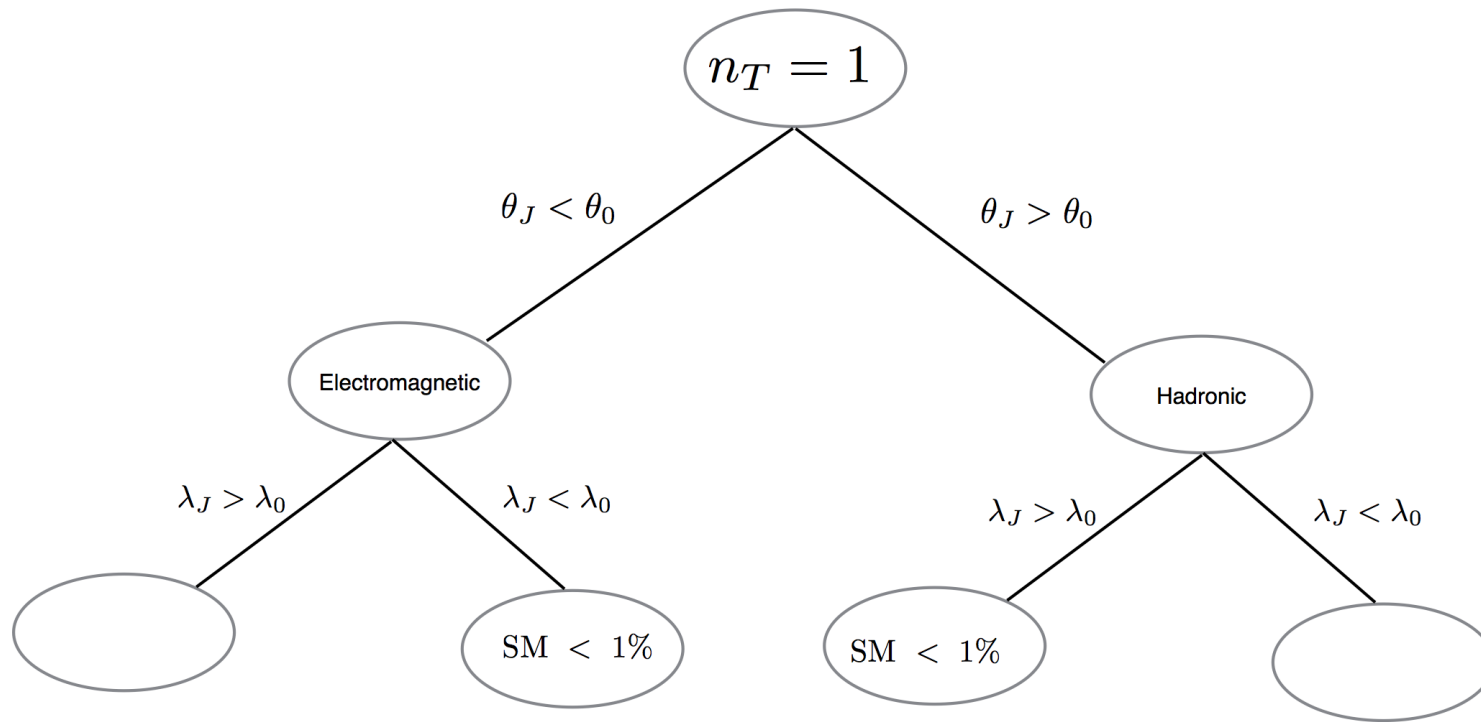 n_T = 1
θ_J < θ_0
θ_J > θ_0
Electromagnetic
Hadronic
λ_J > λ_0
λ_J < λ_0
λ_J > λ_0
λ_J < λ_0
SM < 1%
SM < 1%